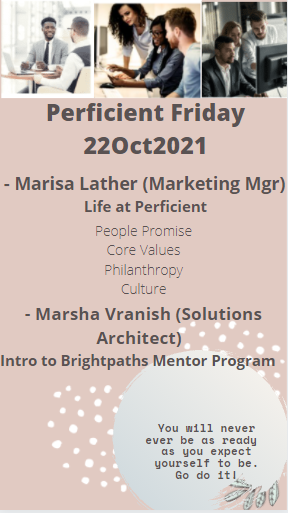 Perficient Friday
22Oct2021
- Marisa Lather (Marketing Mgr)
Life at Perficient
People Promise
Core Values
Philanthropy
Culture
- Marsha Vranish (Solutions
Architect)
Intro to Brightpaths Mentor Program
You will never
ever be as ready
as you expect
yourself to be.
Go do it!